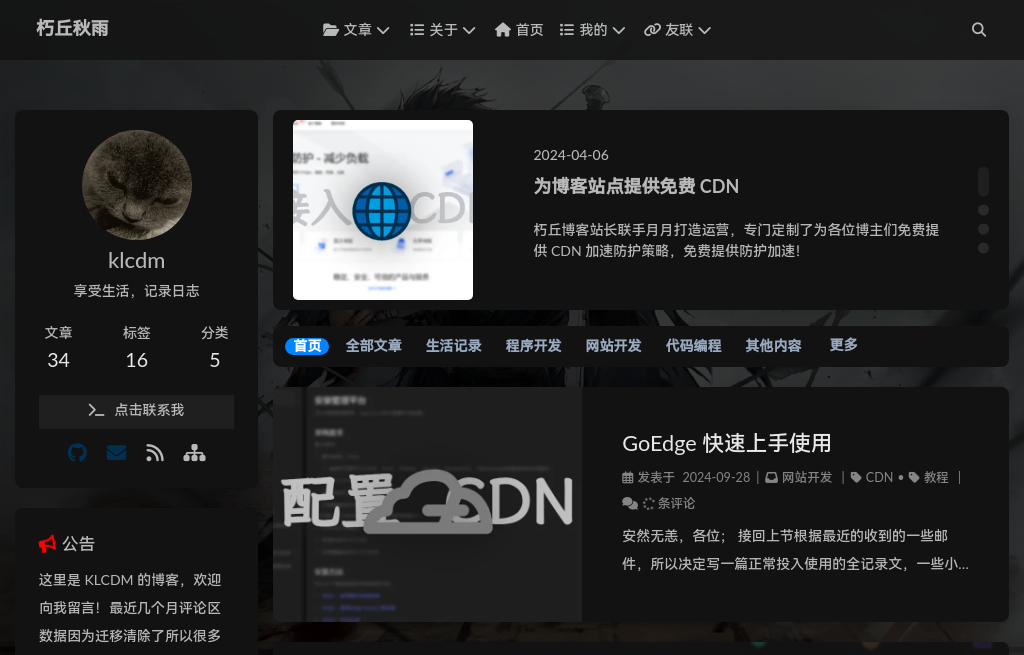 朽丘秋雨
文章 关于 首页 我的 友联
klcdm
享受生活，记录日志
文章 标签 分类
34 16 5
点击联系我
公告
这里是 KLCDM 的博客，欢迎
向我留言！最近几个月评论区
数据因为迁移清除了所以很多
防护 - 减少负载
接入 CD
2024-04-06
为博客站点提供免费 CDN
朽丘博客站长联手月月打造运营，专门定制了为各位博主们免费提
供 CDN 加速防护策略，免费提供防护加速！
首页 全部文章 生活记录 程序开发 网站开发 代码编程 其他内容 更多
配置 CDN
GoEdge 快速上手使用
发表于 2024-09-28 | 网站开发 | CDN • 教程 |
条评论
安然无恙，各位； 接回上节根据最近的收到的一些邮
件，所以决定写一篇正常投入使用的全记录文，一些小...